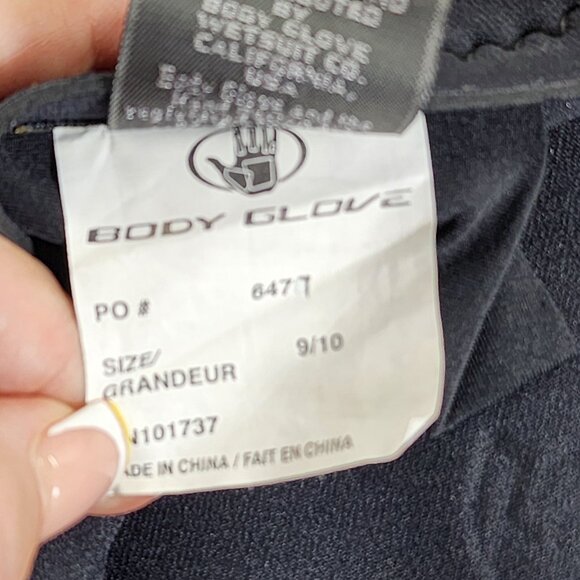 BY
BODY GLOVE
WETSUIT CO.
CALIFORNIA,
USA
BODY GLOVE
PO # 6477
SIZE/ 9/10
GRANDEUR
N101737
ADE IN CHINA / FAIT EN CHINA